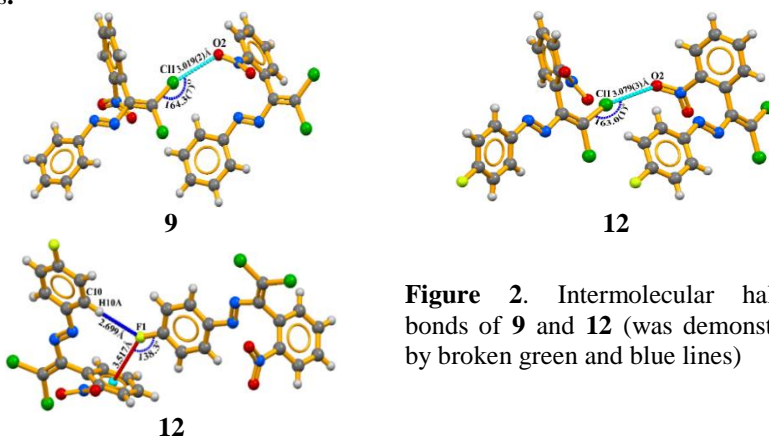 s.
Cl1 3.019(2)Å O2
164.3(7)°
9
Cl1 3.079(3)Å O2
163.0(1)°
12
C10
H10A
2.699Å
F1
3.517Å
138.3°
12
Figure 2. Intermolecular hal
bonds of 9 and 12 (was demonst
by broken green and blue lines)